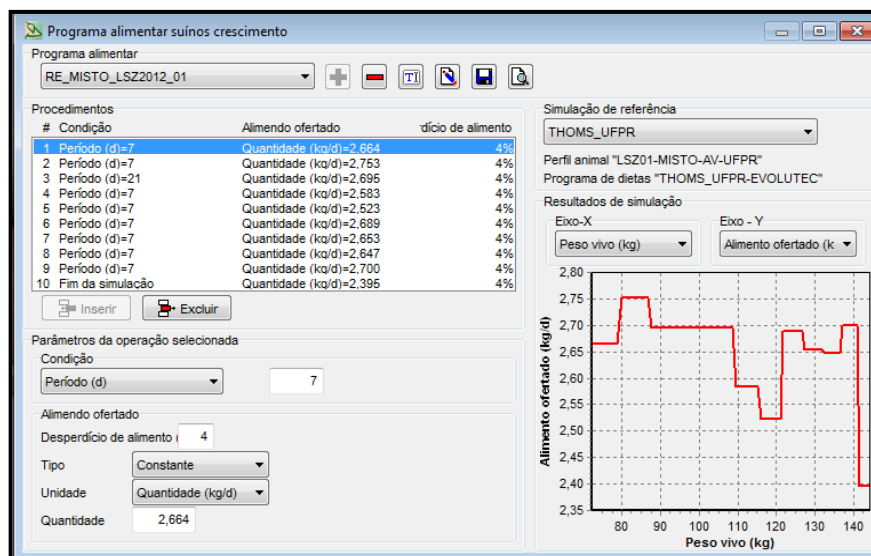 Programa alimentar suínos crescimento
Programa alimentar
RE_MISTO_LSZ2012_01
Procedimentos
# Condição Alimendo ofertado rdício de alimento
1 Período (d)=7 Quantidade (kg/d)=2,664 4%
2 Período (d)=7 Quantidade (kg/d)=2,753 4%
3 Período (d)=21 Quantidade (kg/d)=2,695 4%
4 Período (d)=7 Quantidade (kg/d)=2,583 4%
5 Período (d)=7 Quantidade (kg/d)=2,523 4%
6 Período (d)=7 Quantidade (kg/d)=2,689 4%
7 Período (d)=7 Quantidade (kg/d)=2,653 4%
8 Período (d)=7 Quantidade (kg/d)=2,647 4%
9 Período (d)=7 Quantidade (kg/d)=2,700 4%
10 Fim da simulação Quantidade (kg/d)=2,395 4%
Inserir
Excluir
Parâmetros da operação selecionada
Condição
Período (d) 7
Alimendo ofertado
Desperdício de alimento ( 4
Tipo Constante
Unidade Quantidade (kg/d)
Quantidade 2,664
Simulação de referência
THOMS_UFPR
Perfil animal "LSZ01-MISTO-AV-UFPR"
Programa de dietas "THOMS_UFPR-EVOLUTEC"
Resultados de simulação
Eixo-X Eixo - Y
Peso vivo (kg) Alimento ofertado (k
Alimento ofertado (kg/d)
2,80
2,75
2,70
2,65
2,60
2,55
2,50
2,45
2,40
2,35
80 90 100 110 120 130 140
Peso vivo (kg)